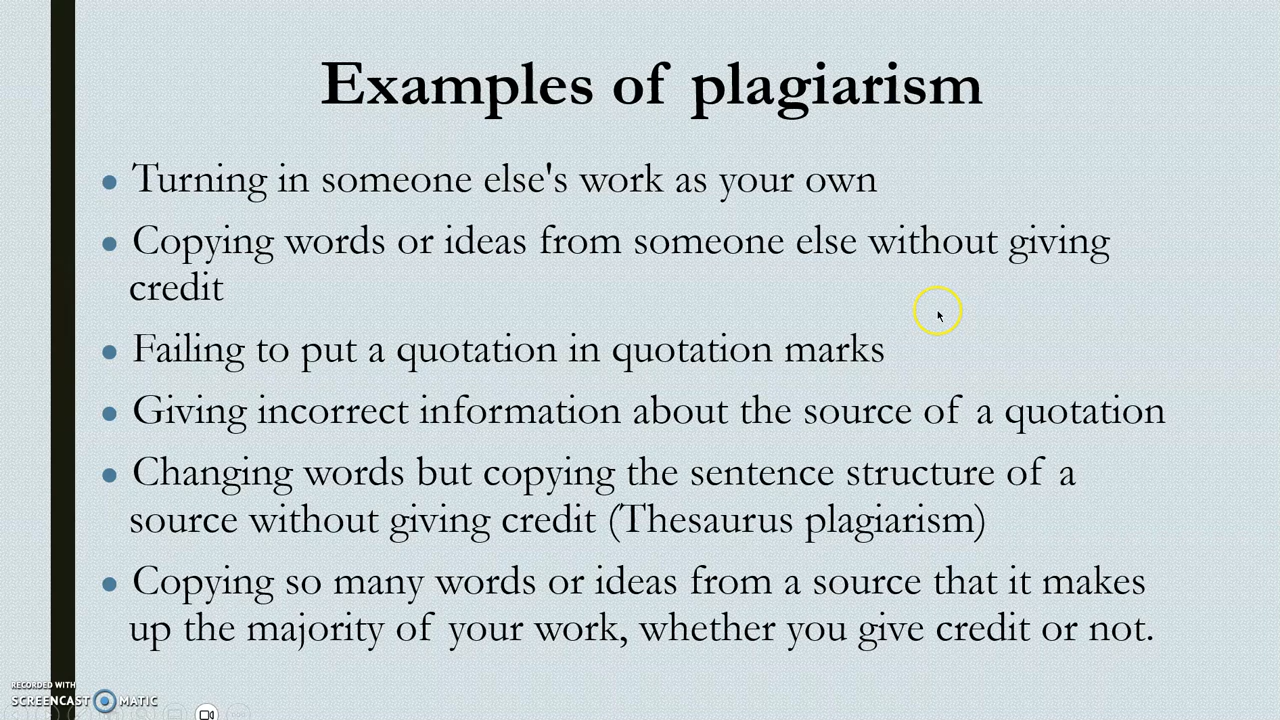 Examples of plagiarism
• Turning in someone else's work as your own
• Copying words or ideas from someone else without giving
credit
• Failing to put a quotation in quotation marks
• Giving incorrect information about the source of a quotation
• Changing words but copying the sentence structure of a
source without giving credit (Thesaurus plagiarism)
• Copying so many words or ideas from a source that it makes
up the majority of your work, whether you give credit or not.
RECORDED WITH
SCREENCAST MATIC